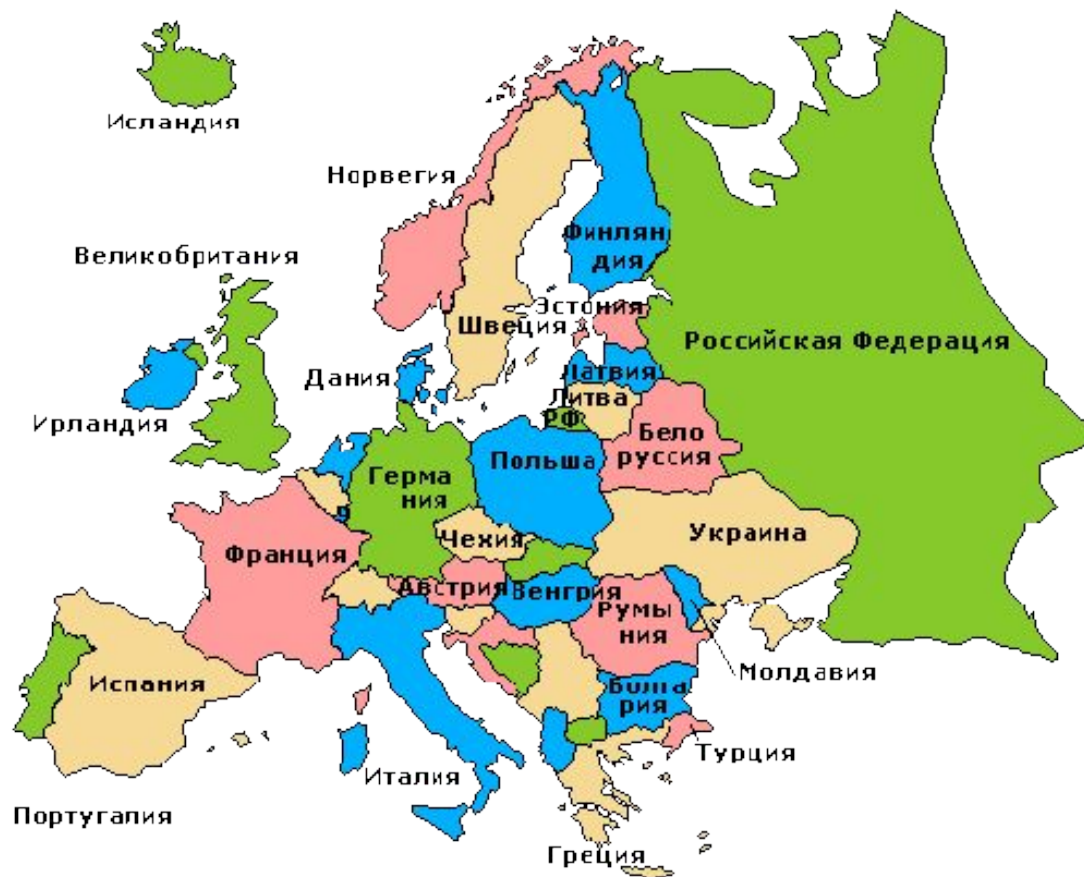 Исландия
Норвегия
Великобритания
Финлян
дия
Эстония
Швеция
Российская Федерация
Дания
Латвия
Литва
РФ
Ирландия
Бело
руссия
Польша
Герма
ния
Чехия
Украина
Франция
Австрия
Венгрия
Румы
ния
Молдавия
Испания
Болга
рия
Турция
Италия
Португалия
Греция